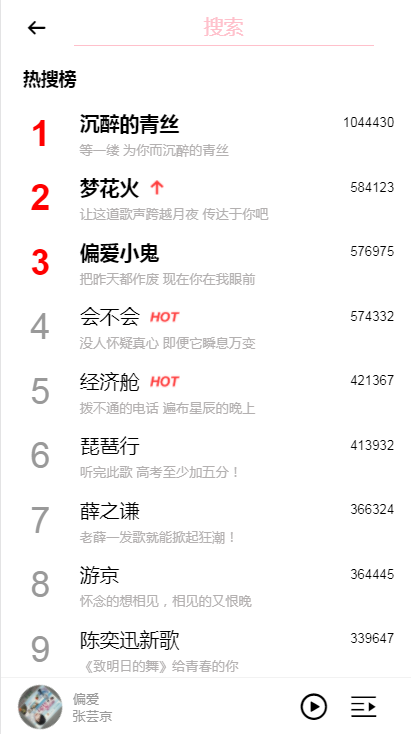 搜索
热搜榜
1 沉醉的青丝 1044430
等一缕 为你而沉醉的青丝
2 梦花火 584123
让这道歌声跨越月夜 传达于你吧
3 偏爱小鬼 576975
把昨天都作废 现在你在我眼前
4 会不会 HOT 574332
没人怀疑真心 即便它瞬息万变
5 经济舱 HOT 421367
拨不通的电话 遍布星辰的晚上
6 琵琶行 413932
听完此歌 高考至少加五分！
7 薛之谦 366324
老薛一发歌就能掀起狂潮！
8 游京 364445
怀念的想相见，相见的又恨晚
9 陈奕迅新歌 339647
《致明日的舞》给青春的你
偏爱
张芸京